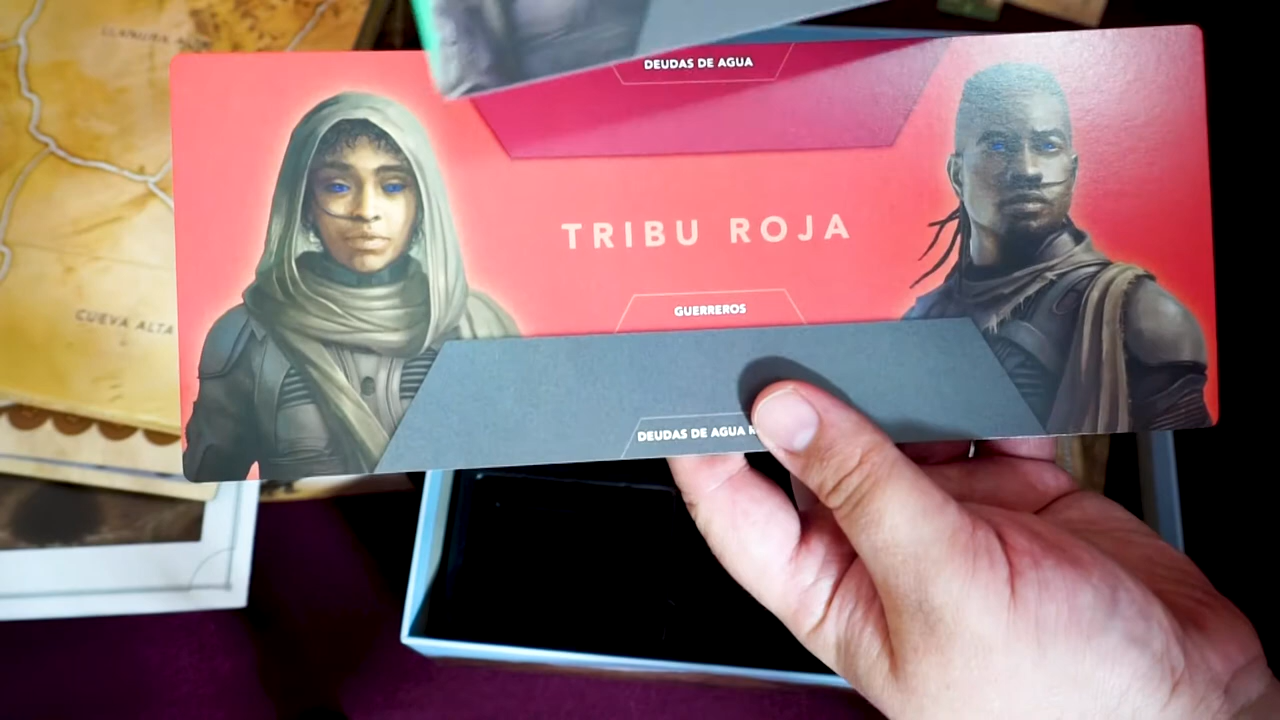 LLANURA
DEUDAS DE AGUA
TRIBU ROJA
GUERREROS
CUEVA ALTA
DEUDAS DE AGUA